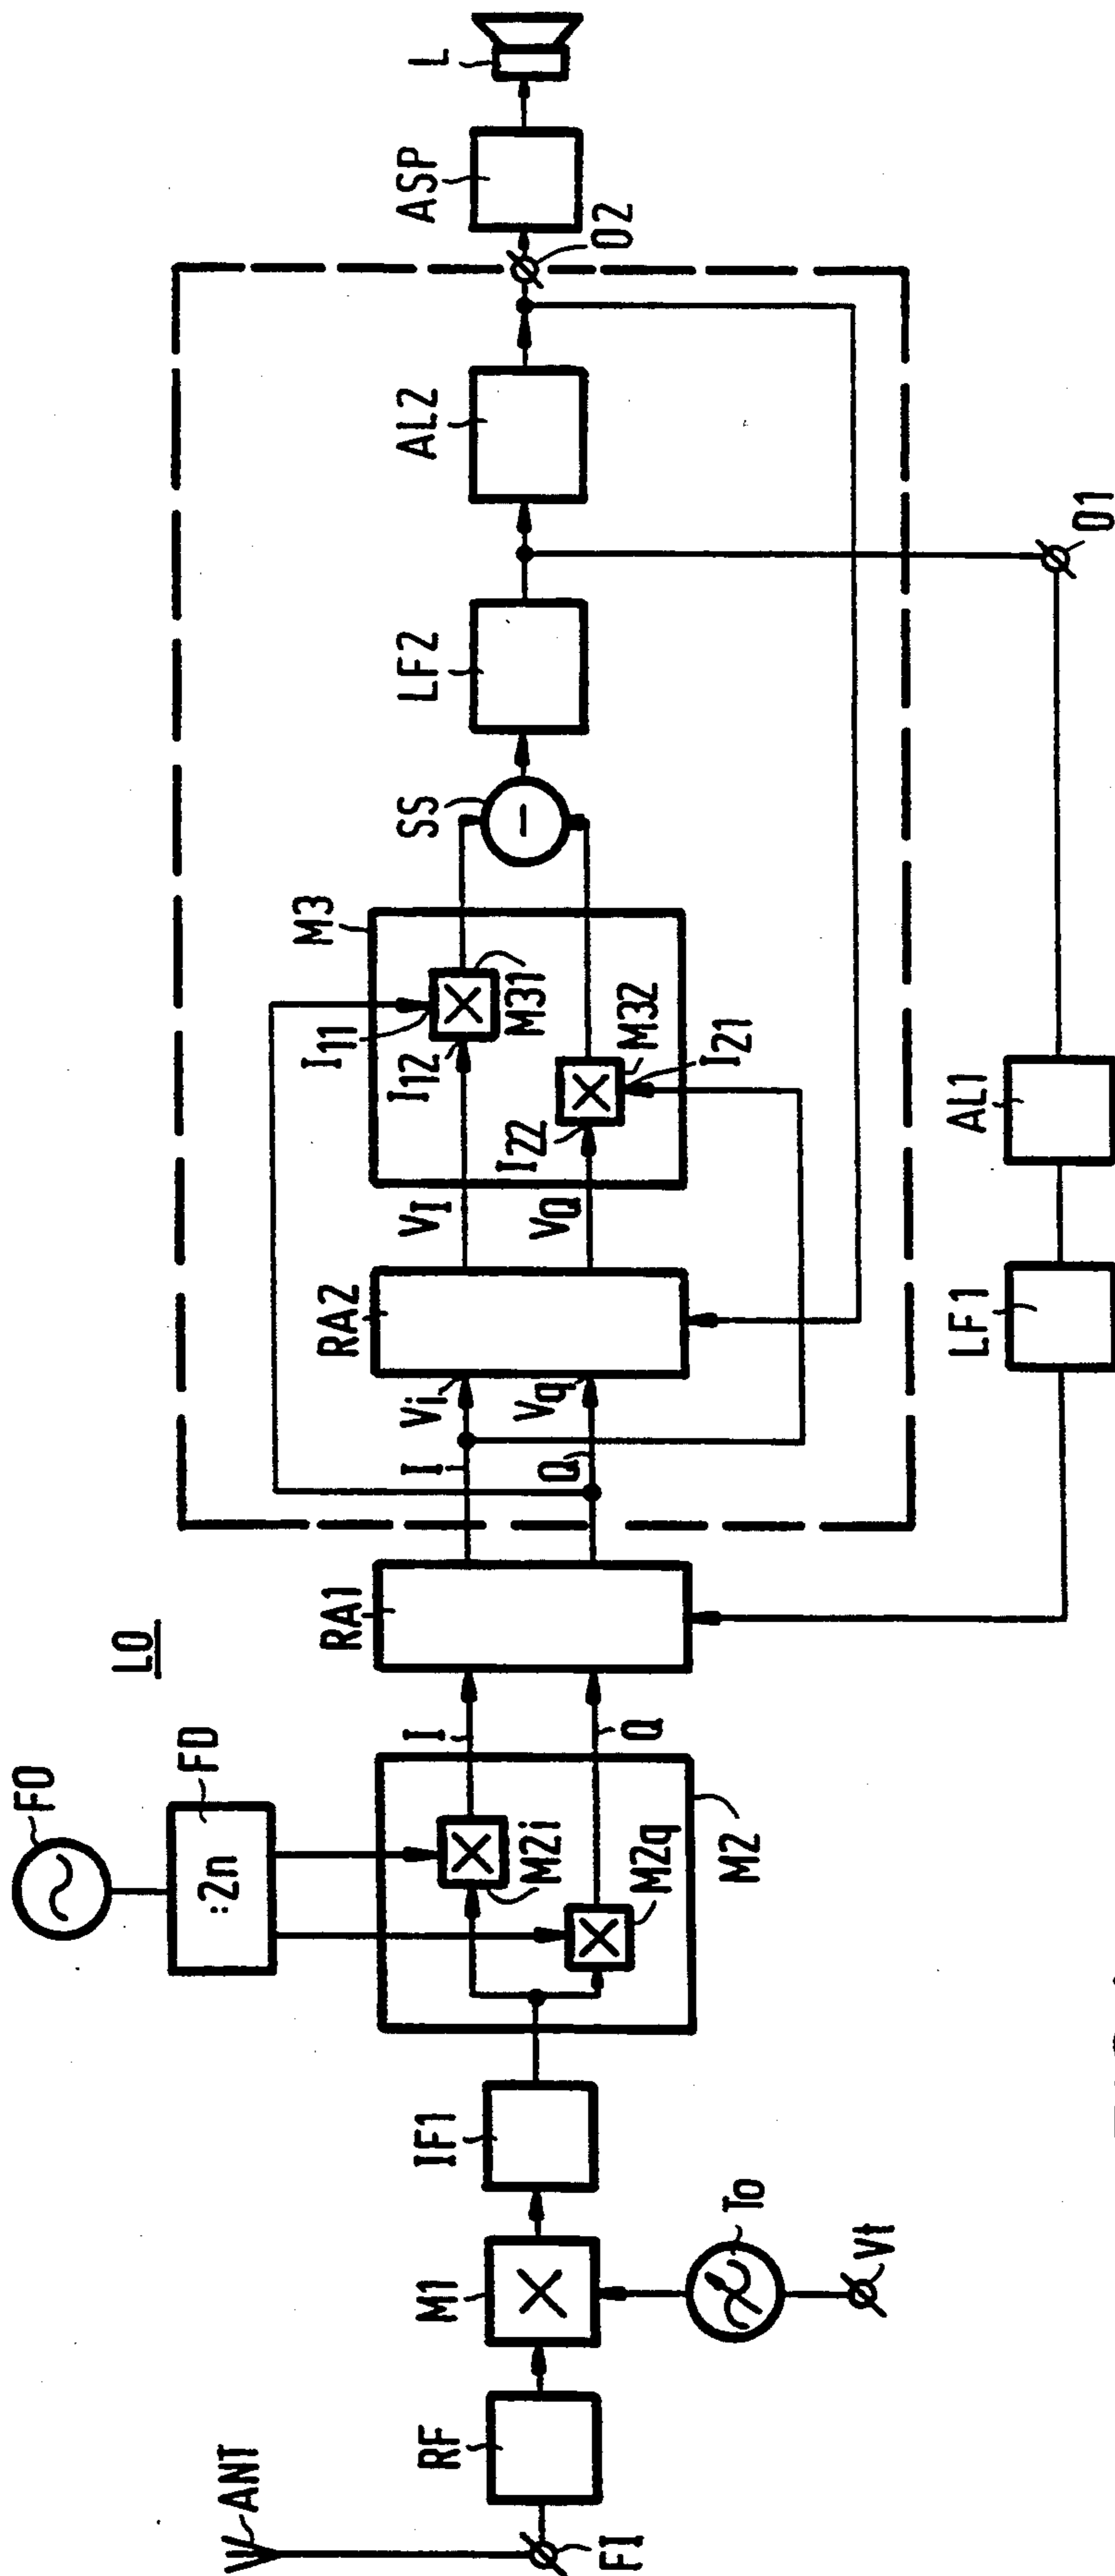 ANT
FI
RF
M1
To
Vt
IF1
FO
FD
:2n
LO
M2i
M2q
M2
I
Q
RA1
I
Q
Vi
Vq
RA2
VI
VQ
M3
I11
I12
M31
I22
M32
I21
SS
−
LF2
AL2
O2
ASP
L
O1
AL1
LF1